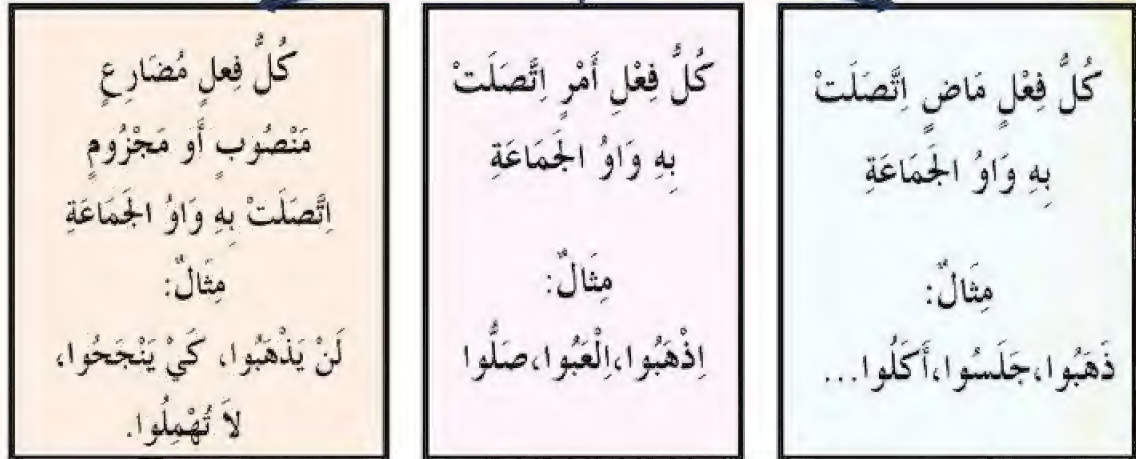 كُلُّ فِعْلٍ مَاضٍ اِتَّصَلَتْ
بِهِ وَاوُ الجَمَاعَةِ
مِثَالٌ:
ذَهَبُوا،جَلَسُوا،أَكَلُوا...
كُلُّ فِعْلِ أَمْرٍ اِتَّصَلَتْ
بِهِ وَاوُ الجَمَاعَةِ
مِثَالٌ:
اِذْهَبُوا،اِلْعَبُوا،صَلُّوا
كُلُّ فِعلٍ مُضَارِعٍ
مَنْصُوبٍ أَو مَجْزُومٍ
اِتَّصَلَتْ بِهِ وَاوُ الجَمَاعَةِ
مِثَالٌ:
لَنْ يَذْهَبُوا، كَيْ يَنْجَحُوا،
لاَ تُهْمِلُوا.